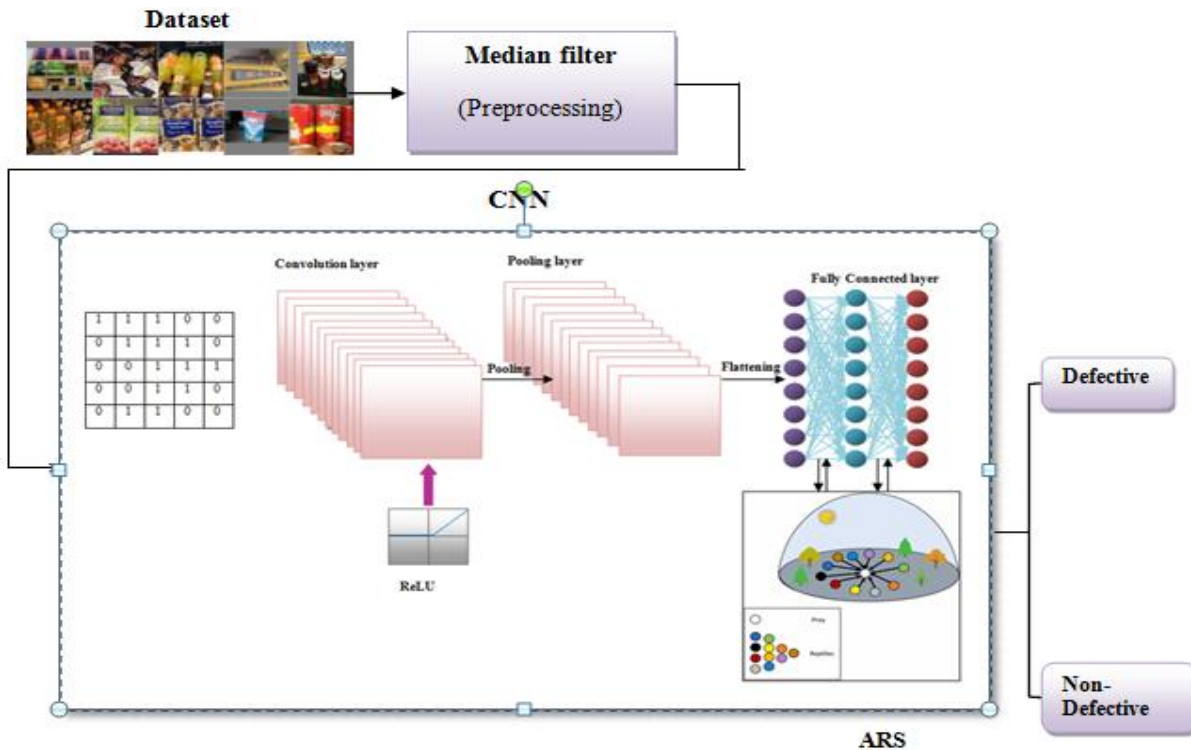 Dataset
Median filter
(Preprocessing)
CNN
Convolution layer
Pooling layer
Fully Connected layer
1 1 1 0 0
0 1 1 1 0
0 0 1 1 1
0 0 1 1 0
0 1 1 0 0
Pooling
Flattening
ReLU
Prey
Reptiles
Defective
Non-
Defective
ARS